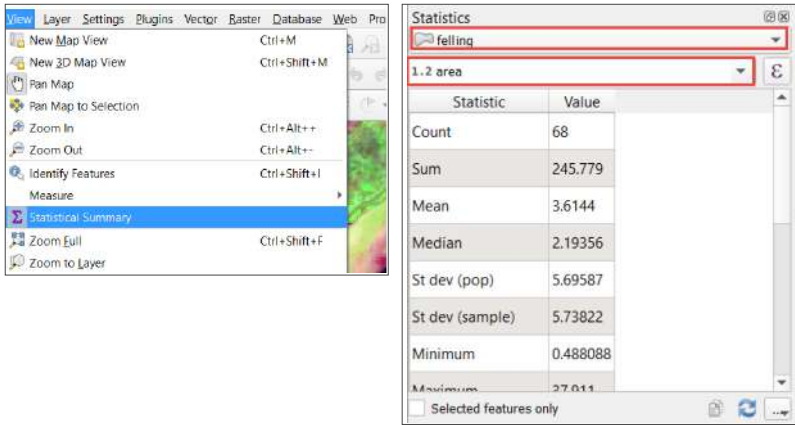 View Layer Settings Plugins Vector Raster Database Web Pro
New Map View Ctrl+M
New 3D Map View Ctrl+Shift+M
Pan Map
Pan Map to Selection
Zoom In Ctrl+Alt++
Zoom Out Ctrl+Alt+-
Identify Features Ctrl+Shift+I
Measure
Σ Statistical Summary
Zoom Full Ctrl+Shift+F
Zoom to Layer
Statistics
felling
1.2 area ε
Statistic Value
Count 68
Sum 245.779
Mean 3.6144
Median 2.19356
St dev (pop) 5.69587
St dev (sample) 5.73822
Minimum 0.488088
Maximum 37.911
Selected features only ...